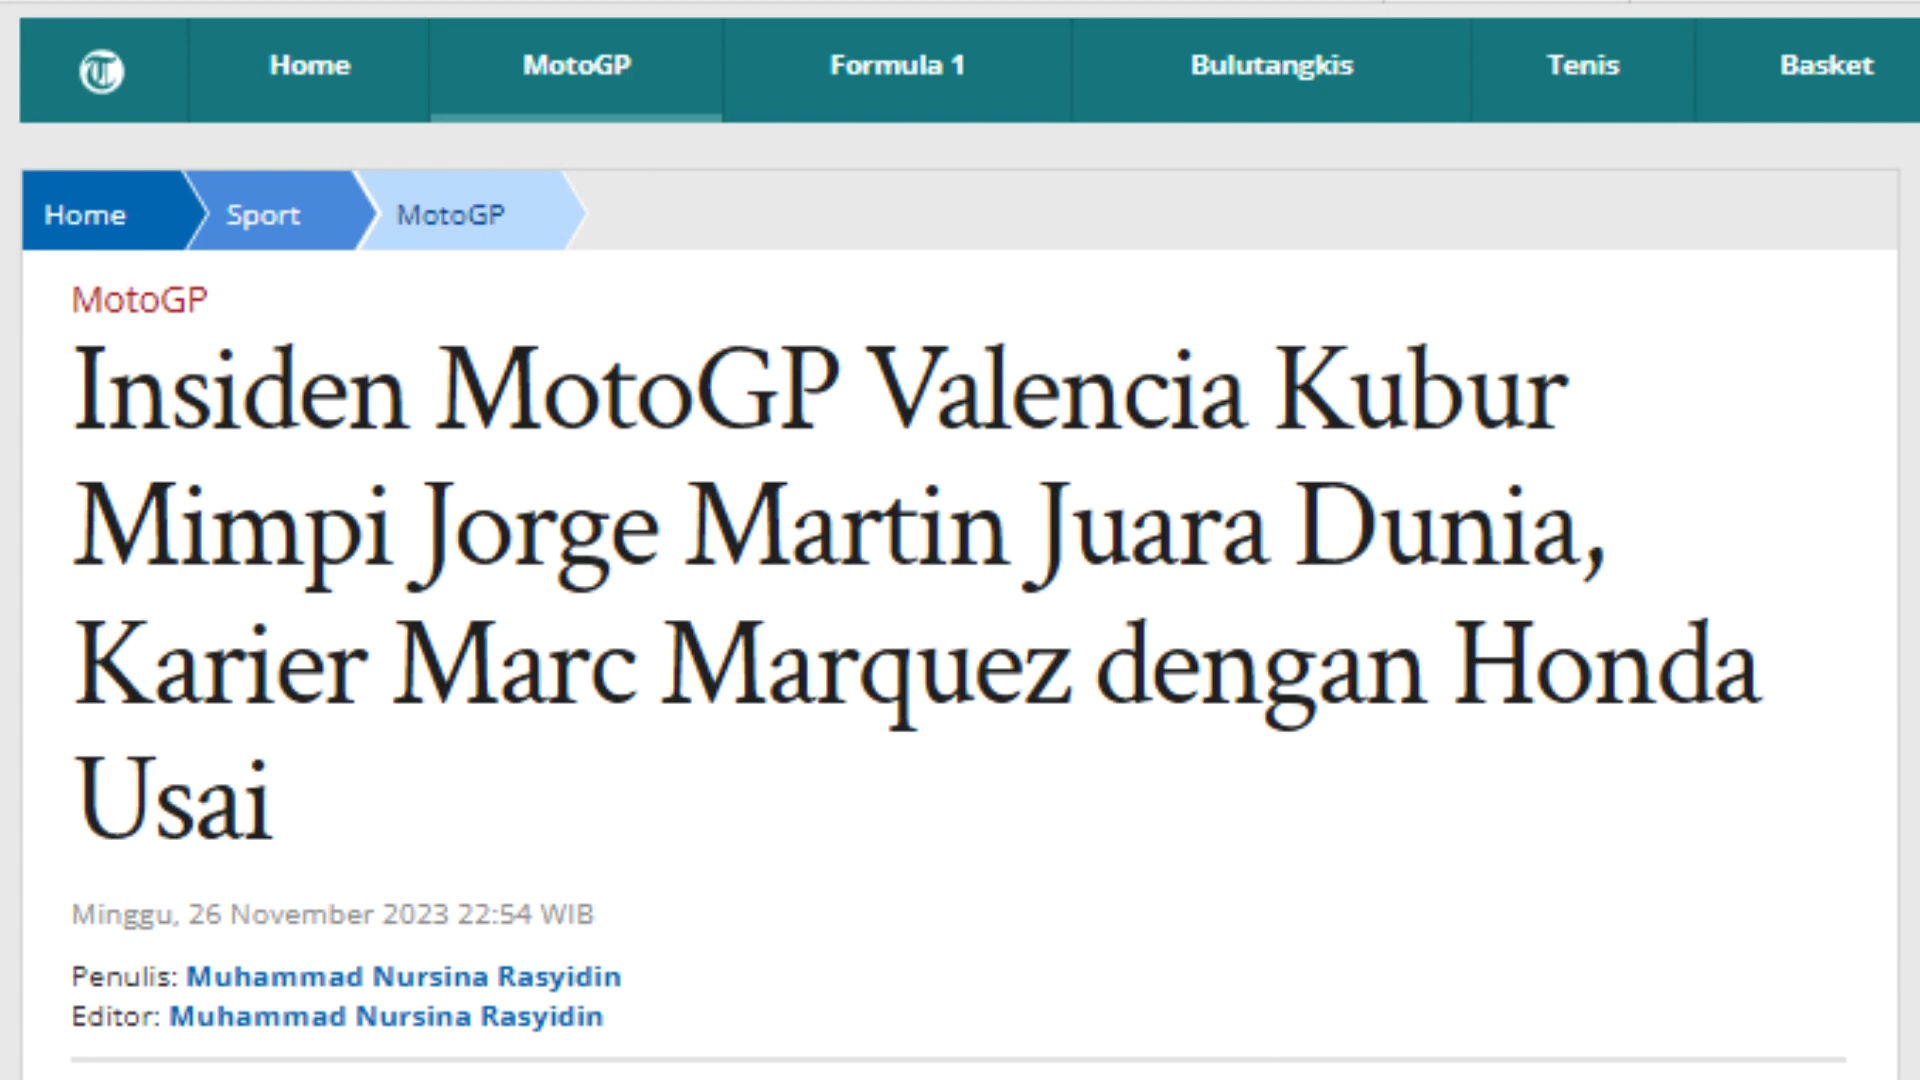 T Home MotoGP Formula 1 Bulutangkis Tenis Basket
Home Sport MotoGP
MotoGP
Insiden MotoGP Valencia Kubur
Mimpi Jorge Martin Juara Dunia,
Karier Marc Marquez dengan Honda
Usai
Minggu, 26 November 2023 22:54 WIB
Penulis: Muhammad Nursina Rasyidin
Editor: Muhammad Nursina Rasyidin